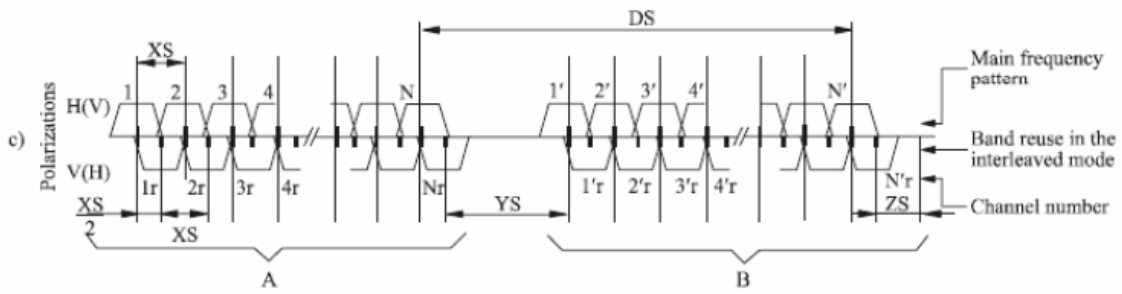 DS
XS
Main frequency
pattern
1 2 3 4 N 1′ 2′ 3′ 4′ N′
H(V)
c)
Polarizations
Band reuse in the
interleaved mode
V(H)
1r 2r 3r 4r Nr 1′r 2′r 3′r 4′r N′r
XS
2
XS
YS
ZS
Channel number
A
B